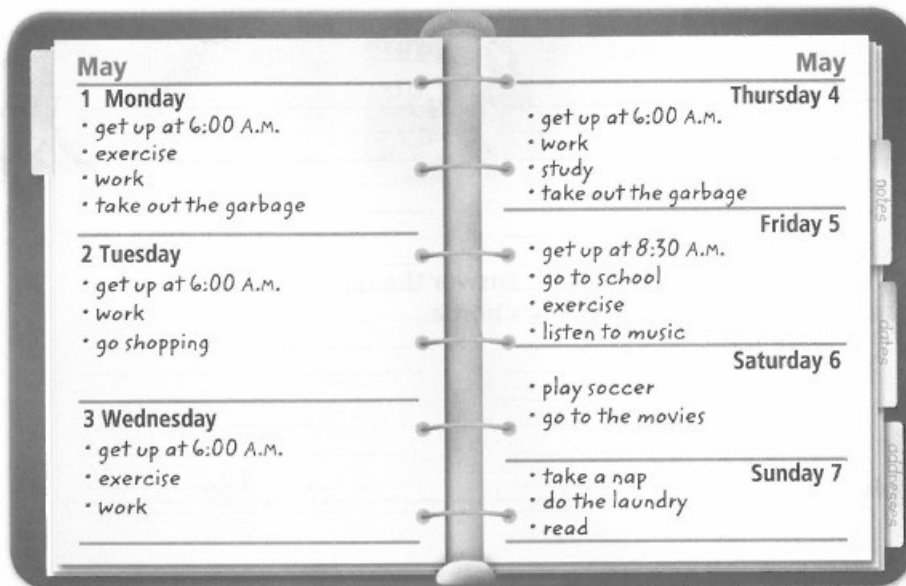 May
1 Monday
· get up at 6:00 A.M.
· exercise
· work
· take out the garbage
2 Tuesday
· get up at 6:00 A.M.
· work
· go shopping
3 Wednesday
· get up at 6:00 A.M.
· exercise
· work
May
Thursday 4
· get up at 6:00 A.M.
· work
· study
· take out the garbage
Friday 5
· get up at 8:30 A.M.
· go to school
· exercise
· listen to music
Saturday 6
· play soccer
· go to the movies
Sunday 7
· take a nap
· do the laundry
· read
notes
dates
addresses